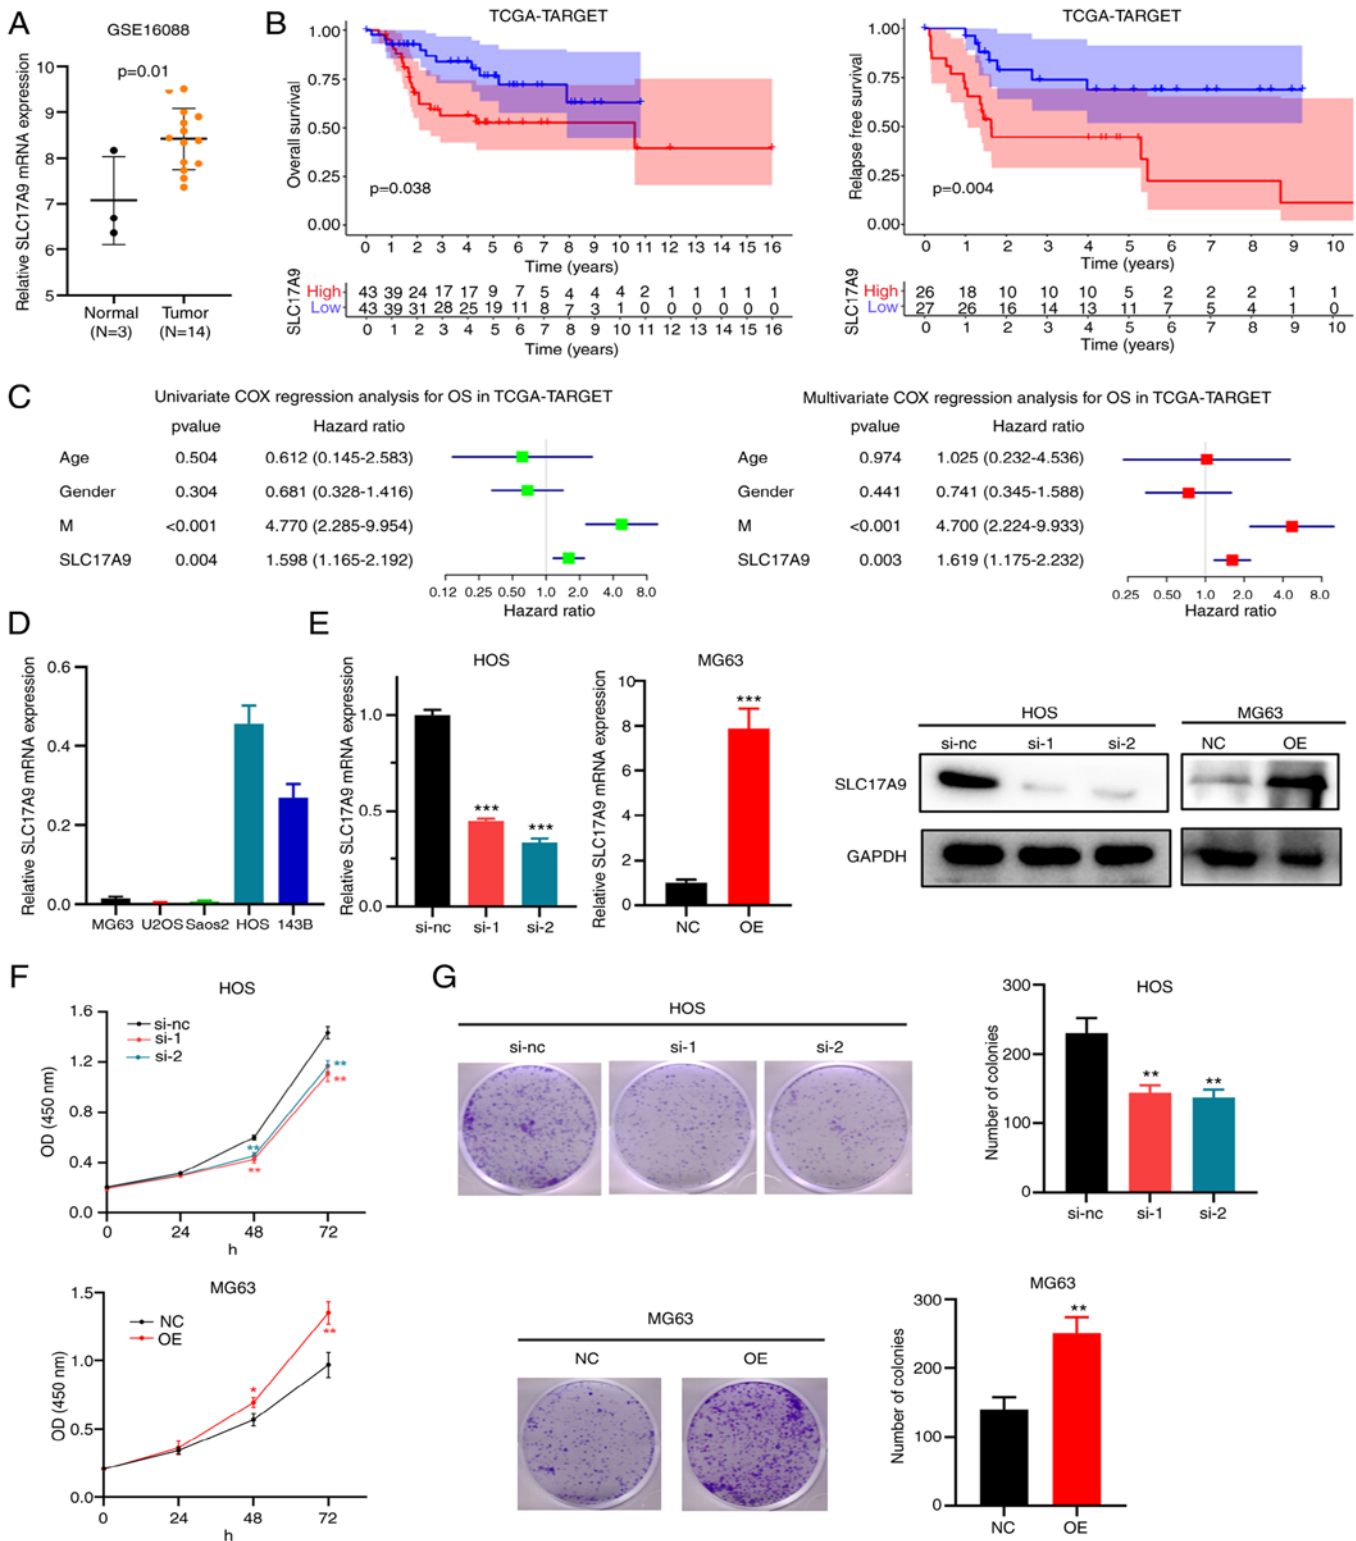 A
GSE16088
p=0.01
Relative SLC17A9 mRNA expression
10
9
8
7
6
5
Normal
(N=3)
Tumor
(N=14)
B
TCGA-TARGET
Overall survival
1.00
0.75
0.50
0.25
0.00
p=0.038
0 1 2 3 4 5 6 7 8 9 10 11 12 13 14 15 16
Time (years)
SLC17A9
High 43 39 24 17 17 9 7 5 4 4 4 2 1 1 1 1 1
Low 43 39 31 28 25 19 11 8 7 3 1 0 0 0 0 0 0
0 1 2 3 4 5 6 7 8 9 10 11 12 13 14 15 16
Time (years)
TCGA-TARGET
Relapse free survival
1.00
0.75
0.50
0.25
0.00
p=0.004
0 1 2 3 4 5 6 7 8 9 10
Time (years)
SLC17A9
High 26 18 10 10 10 5 2 2 2 1 1
Low 27 26 16 14 13 11 7 5 4 1 0
0 1 2 3 4 5 6 7 8 9 10
Time (years)
C
Univariate COX regression analysis for OS in TCGA-TARGET
pvalue Hazard ratio
Age 0.504 0.612 (0.145-2.583)
Gender 0.304 0.681 (0.328-1.416)
M <0.001 4.770 (2.285-9.954)
SLC17A9 0.004 1.598 (1.165-2.192)
0.12 0.25 0.50 1.0 2.0 4.0 8.0
Hazard ratio
Multivariate COX regression analysis for OS in TCGA-TARGET
pvalue Hazard ratio
Age 0.974 1.025 (0.232-4.536)
Gender 0.441 0.741 (0.345-1.588)
M <0.001 4.700 (2.224-9.933)
SLC17A9 0.003 1.619 (1.175-2.232)
0.25 0.50 1.0 2.0 4.0 8.0
Hazard ratio
D
Relative SLC17A9 mRNA expression
0.6
0.4
0.2
0.0
MG63 U2OS Saos2 HOS 143B
E
HOS
Relative SLC17A9 mRNA expression
1.0
0.5
0.0
***
***
si-nc si-1 si-2
MG63
Relative SLC17A9 mRNA expression
10
8
6
4
2
0
***
NC OE
HOS
si-nc si-1 si-2
MG63
NC OE
SLC17A9
GAPDH
F
HOS
OD (450 nm)
1.6
1.2
0.8
0.4
0.0
si-nc
si-1
si-2
**
**
**
**
0 24 48 72
h
MG63
OD (450 nm)
1.5
1.0
0.5
0.0
NC
OE
*
**
0 24 48 72
h
G
HOS
si-nc si-1 si-2
HOS
Number of colonies
300
200
100
0
**
**
si-nc si-1 si-2
MG63
NC OE
MG63
Number of colonies
300
200
100
0
**
NC OE